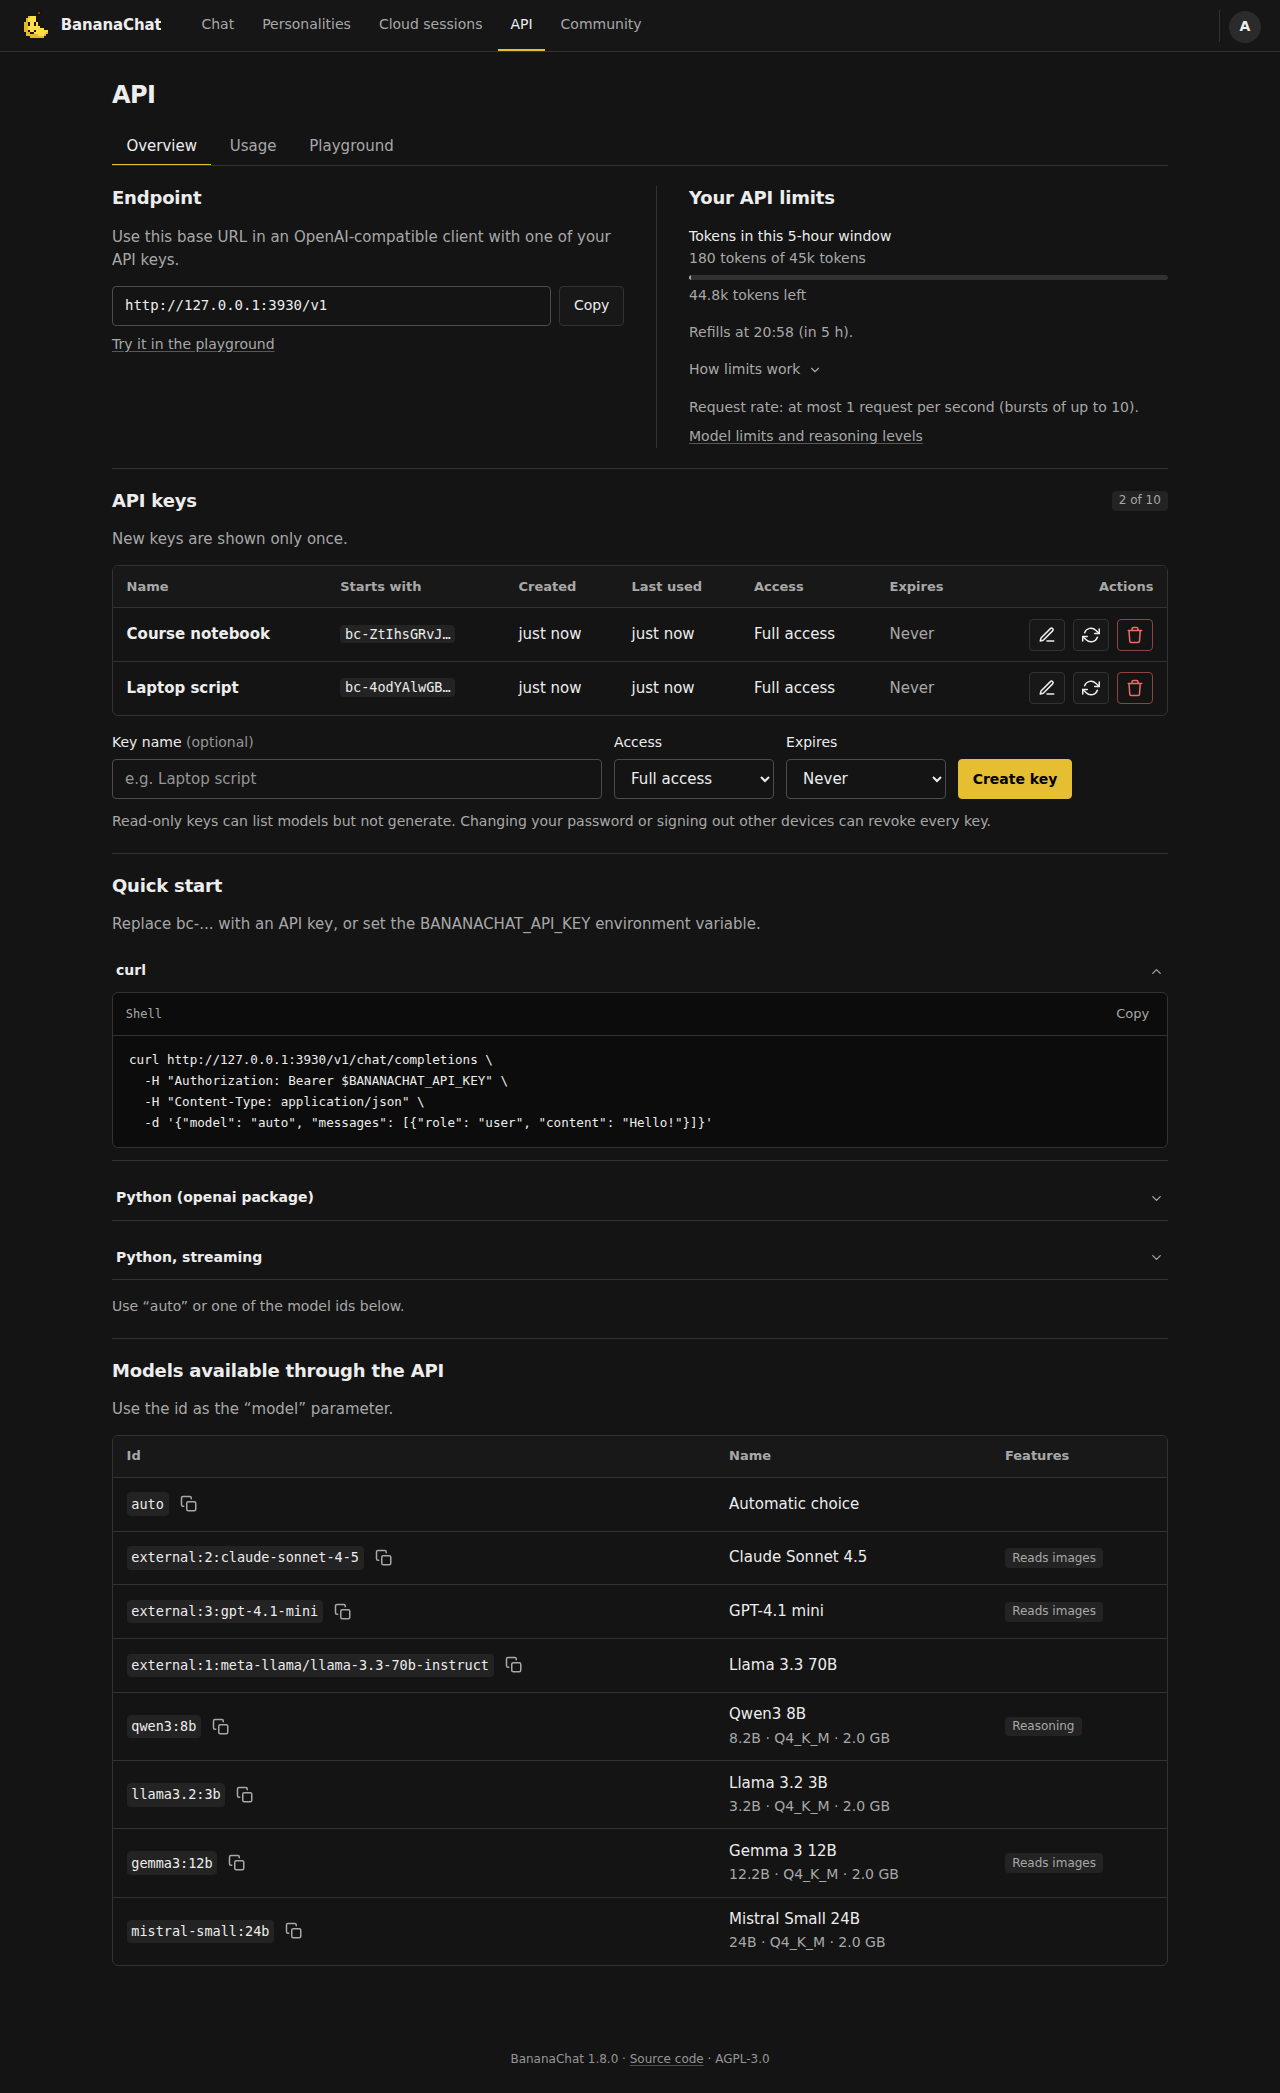 BananaChat
Chat Personalities Cloud sessions API Community
A
API
Overview Usage Playground
Endpoint
Use this base URL in an OpenAI-compatible client with one of your
API keys.
http://127.0.0.1:3930/v1 Copy
Try it in the playground
Your API limits
Tokens in this 5-hour window
180 tokens of 45k tokens
44.8k tokens left
Refills at 20:58 (in 5 h).
How limits work
Request rate: at most 1 request per second (bursts of up to 10).
Model limits and reasoning levels
API keys 2 of 10
New keys are shown only once.
Name Starts with Created Last used Access Expires Actions
Course notebook bc-ZtIhsGRvJ… just now just now Full access Never
Laptop script bc-4odYAlwGB… just now just now Full access Never
Key name (optional) Access Expires
e.g. Laptop script Full access Never Create key
Read-only keys can list models but not generate. Changing your password or signing out other devices can revoke every key.
Quick start
Replace bc-... with an API key, or set the BANANACHAT_API_KEY environment variable.
curl
Shell Copy
curl http://127.0.0.1:3930/v1/chat/completions \
-H "Authorization: Bearer $BANANACHAT_API_KEY" \
-H "Content-Type: application/json" \
-d '{"model": "auto", "messages": [{"role": "user", "content": "Hello!"}]}'
Python (openai package)
Python, streaming
Use “auto” or one of the model ids below.
Models available through the API
Use the id as the “model” parameter.
Id Name Features
auto Automatic choice
external:2:claude-sonnet-4-5 Claude Sonnet 4.5 Reads images
external:3:gpt-4.1-mini GPT-4.1 mini Reads images
external:1:meta-llama/llama-3.3-70b-instruct Llama 3.3 70B
qwen3:8b Qwen3 8B Reasoning
8.2B · Q4_K_M · 2.0 GB
llama3.2:3b Llama 3.2 3B
3.2B · Q4_K_M · 2.0 GB
gemma3:12b Gemma 3 12B Reads images
12.2B · Q4_K_M · 2.0 GB
mistral-small:24b Mistral Small 24B
24B · Q4_K_M · 2.0 GB
BananaChat 1.8.0 · Source code · AGPL-3.0